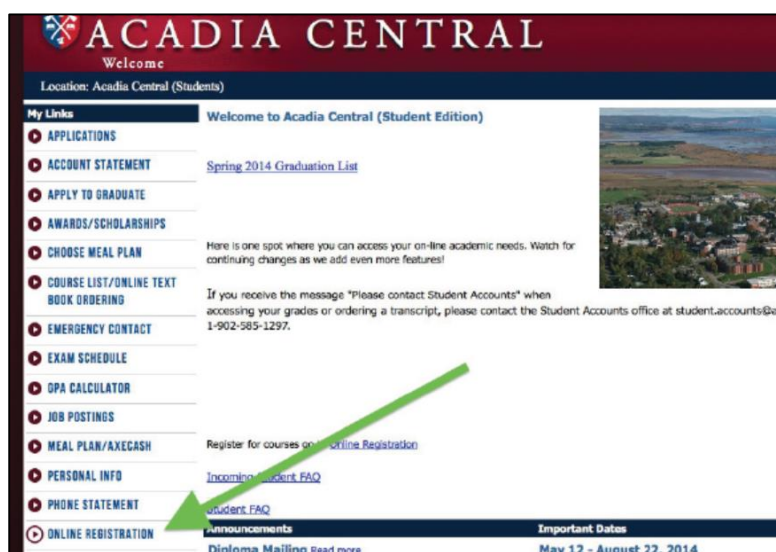 ACADIA CENTRAL
Welcome
Location: Acadia Central (Students)
My Links
APPLICATIONS
ACCOUNT STATEMENT
APPLY TO GRADUATE
AWARDS/SCHOLARSHIPS
CHOOSE MEAL PLAN
COURSE LIST/ONLINE TEXT
BOOK ORDERING
EMERGENCY CONTACT
EXAM SCHEDULE
GPA CALCULATOR
JOB POSTINGS
MEAL PLAN/AXECASH
PERSONAL INFO
PHONE STATEMENT
ONLINE REGISTRATION
Welcome to Acadia Central (Student Edition)
Spring 2014 Graduation List
Here is one spot where you can access your on-line academic needs. Watch for
continuing changes as we add even more features!
If you receive the message "Please contact Student Accounts" when
accessing your grades or ordering a transcript, please contact the Student Accounts office at student.accounts@a
1-902-585-1297.
Register for courses on Online Registration
Incoming Student FAQ
Student FAQ
Announcements
Important Dates
Diploma Mailing Read more
May 12 - August 22, 2014